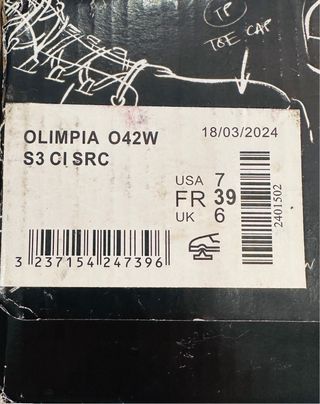 TP
TOE CAP
OLIMPIA O42W
18/03/2024
S3 CI SRC
USA 7
FR 39
UK 6
2401502
3 237154 247396